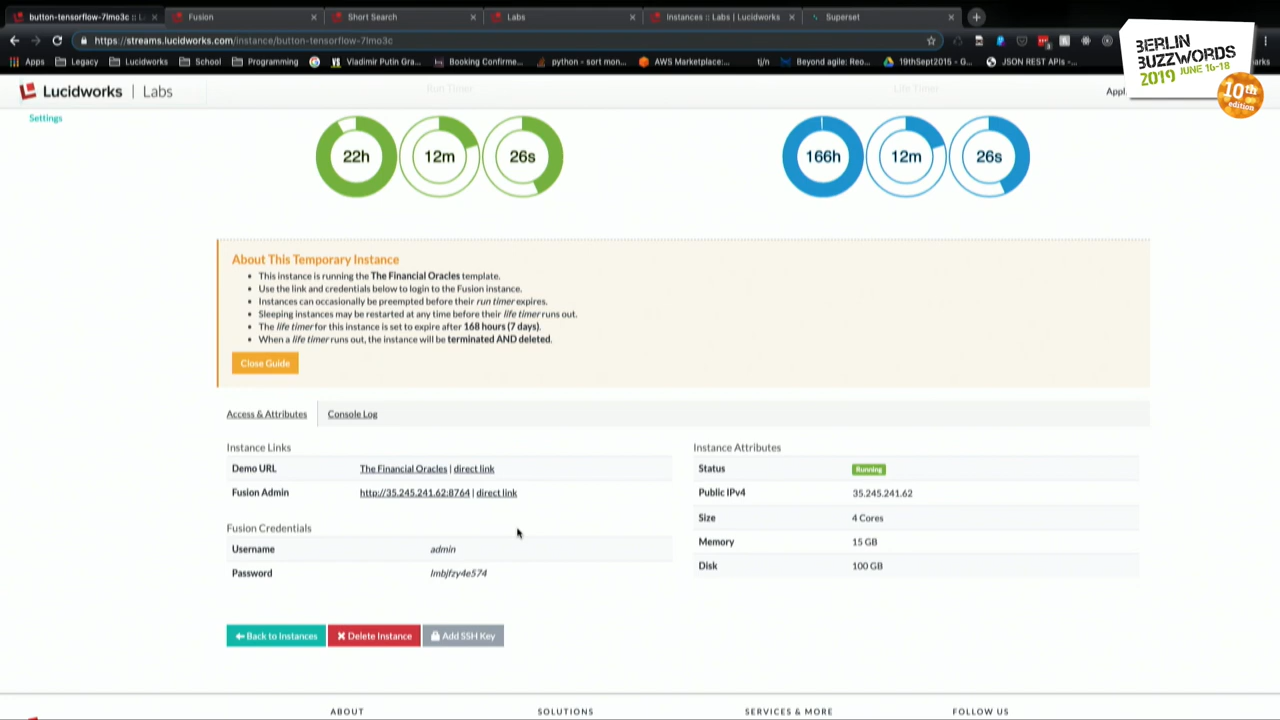 button-tensorflow-7lmo3c :: L
Fusion
Short Search
Labs
Instances :: Labs | Lucidworks
Superset
https://streams.lucidworks.com/instance/button-tensorflow-7lmo3c
Apps
Legacy
Lucidworks
School
Programming
Vladimir Putin Gra...
Booking Confirme...
python - sort mon...
AWS Marketplace:...
tj/n
Beyond agile: Reo...
19thSept2015 - G...
JSON REST APIs -...
BERLIN
BUZZWORDS
2019 JUNE 16-18
10th
edition
Lucidworks | Labs
Run Timer
Life Timer
Appl
Settings
22h
12m
26s
166h
12m
26s
About This Temporary Instance
• This instance is running the The Financial Oracles template.
• Use the link and credentials below to login to the Fusion instance.
• Instances can occasionally be preempted before their run timer expires.
• Sleeping instances may be restarted at any time before their life timer runs out.
• The life timer for this instance is set to expire after 168 hours (7 days).
• When a life timer runs out, the instance will be terminated AND deleted.
Close Guide
Access & Attributes
Console Log
Instance Links
Demo URL The Financial Oracles | direct link
Fusion Admin http://35.245.241.62:8764 | direct link
Fusion Credentials
Username admin
Password lmbjfzy4e574
Instance Attributes
Status Running
Public IPv4 35.245.241.62
Size 4 Cores
Memory 15 GB
Disk 100 GB
Back to Instances
Delete Instance
Add SSH Key
ABOUT
SOLUTIONS
SERVICES & MORE
FOLLOW US